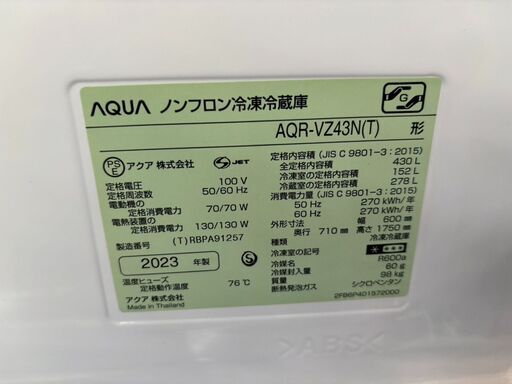 AQUA ノンフロン冷凍冷蔵庫
AQR-VZ43N(T) 形
G
PS
E
アクア 株式会社
S JET
定格電圧 100 V
定格周波数 50/60 Hz
電動機の
定格消費電力 70/70 W
電熱装置の
定格消費電力 130/130 W
(T)RBPA91257
製造番号
2023 年製
温度ヒューズ
定格動作温度 76℃
アクア 株式会社
Made in Thailand
定格内容積 (JIS C 9801-3 : 2015)
全定格内容積 430 L
冷凍室の定格内容積 152 L
冷蔵室の定格内容積 278 L
消費電力量 (JIS C 9801-3 : 2015)
50 Hz 270 kWh/年
60 Hz 270 kWh/年
外形寸法 幅 600 mm
奥行 710 mm 高さ 1750 mm
種類 冷凍冷蔵庫
冷凍室の記号 * ***
冷媒名 R600a
冷媒封入量 60 g
質量 98 kg
断熱発泡ガス シクロペンタン
2FB6P401572000
>ABS<